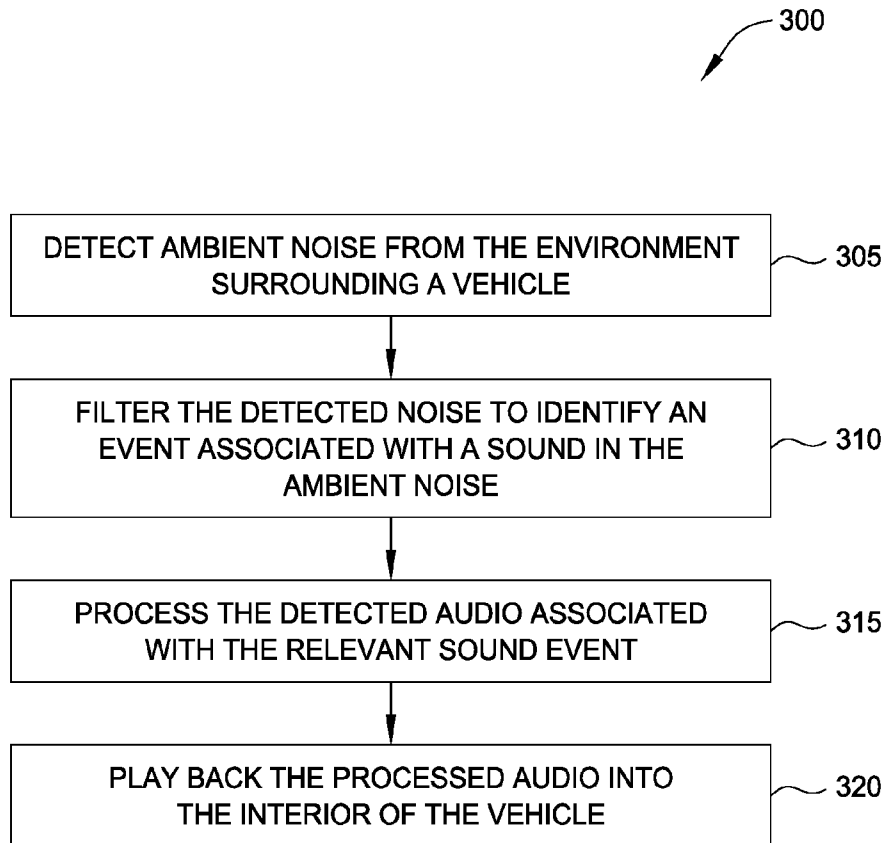 300
DETECT AMBIENT NOISE FROM THE ENVIRONMENT
SURROUNDING A VEHICLE
305
FILTER THE DETECTED NOISE TO IDENTIFY AN
EVENT ASSOCIATED WITH A SOUND IN THE
AMBIENT NOISE
310
PROCESS THE DETECTED AUDIO ASSOCIATED
WITH THE RELEVANT SOUND EVENT
315
PLAY BACK THE PROCESSED AUDIO INTO
THE INTERIOR OF THE VEHICLE
320